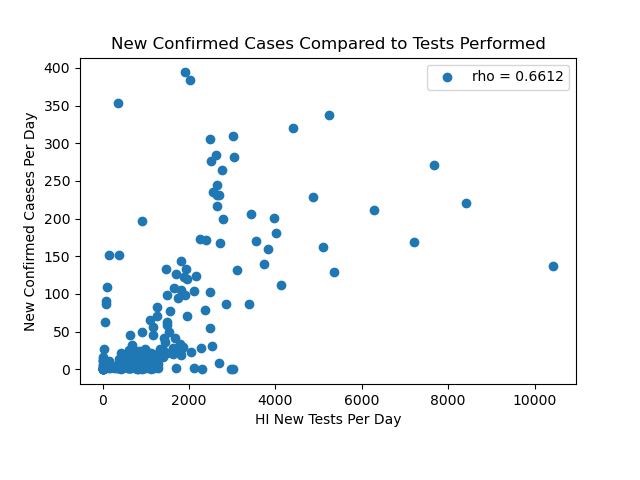 New Confirmed Cases Compared to Tests Performed
rho = 0.6612
400
350
300
250
200
150
100
50
0
New Confirmed Caeses Per Day
0 2000 4000 6000 8000 10000
HI New Tests Per Day